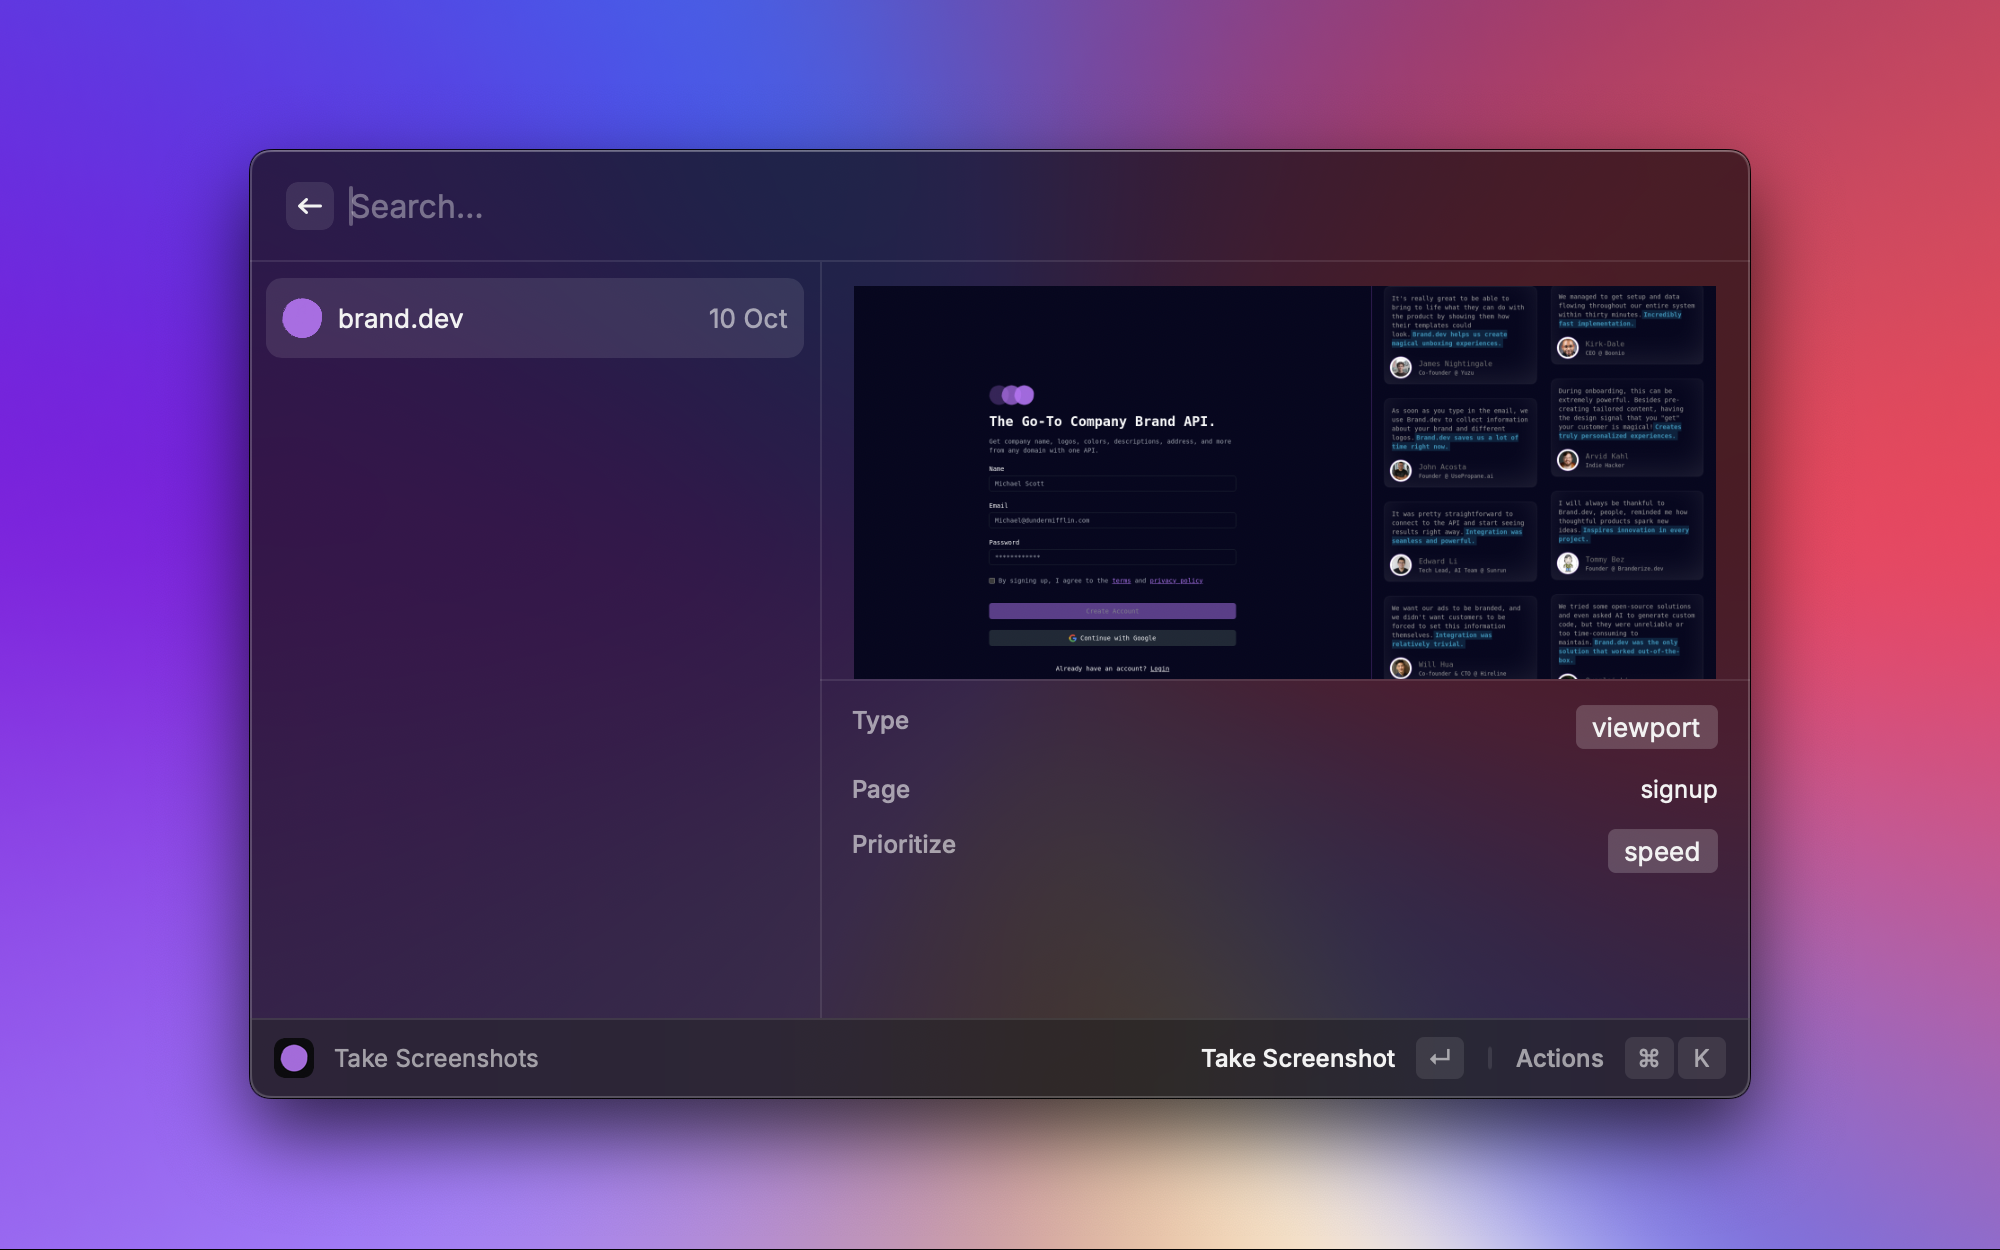 Search...
brand.dev
10 Oct
The Go-To Company Brand API.
Get company name, logos, colors, descriptions, address, and more
from any domain with one API.
Name
Michael Scott
Email
Michael@dundermifflin.com
Password
************
By signing up, I agree to the terms and privacy policy
Create Account
Continue with Google
Already have an account? Login
It's really great to be able to
bring to life what they can do with
the product by showing them how
their templates could
look. Brand.dev helps us create
magical unboxing experiences.
James Nightingale
Co-founder @ Yuzu
As soon as you type in the email, we
use Brand.dev to collect information
about your brand and different
logos. Brand.dev saves us a lot of
time right now.
John Acosta
Founder @ UsePropane.ai
It was pretty straightforward to
connect to the API and start seeing
results right away. Integration was
seamless and powerful.
Edward Li
Tech Lead, AI Team @ Sunrun
We want our ads to be branded, and
we didn't want customers to be
forced to set this information
themselves. Integration was
relatively trivial.
Will Hua
Co-founder & CTO @ Hiroline
We managed to get setup and data
flowing throughout our entire system
within thirty minutes. Incredibly
fast implementation.
Kirk-Dale
CEO @ Bosnio
During onboarding, this can be
extremely powerful. Besides pre-
creating tailored content, having
the design signal that you "get"
your customer is magical! Creates
truly personalized experiences.
Arvid Kahl
Indie Hacker
I will always be thankful to
Brand.dev, people, reminded me how
thoughtful products spark new
ideas. Inspires innovation in every
project.
Tommy Bez
Founder @ Branderize.dev
We tried some open-source solutions
and even asked AI to generate custom
code, but they were unreliable or
too time-consuming to
maintain. Brand.dev was the only
solution that worked out-of-the-
box.
Type
viewport
Page
signup
Prioritize
speed
Take Screenshots
Take Screenshot
Actions
⌘
K